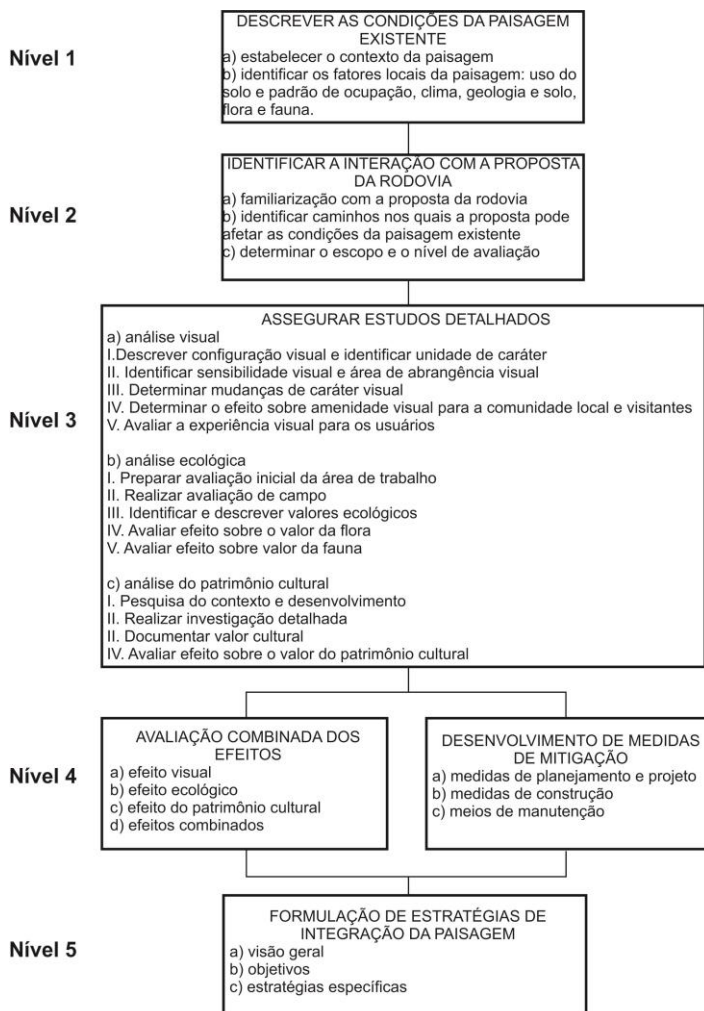 Nível 1
DESCREVER AS CONDIÇÕES DA PAISAGEM
EXISTENTE
a) estabelecer o contexto da paisagem
b) identificar os fatores locais da paisagem: uso do
solo e padrão de ocupação, clima, geologia e solo,
flora e fauna.
Nível 2
IDENTIFICAR A INTERAÇÃO COM A PROPOSTA
DA RODOVIA
a) familiarização com a proposta da rodovia
b) identificar caminhos nos quais a proposta pode
afetar as condições da paisagem existente
c) determinar o escopo e o nível de avaliação
Nível 3
ASSEGURAR ESTUDOS DETALHADOS
a) análise visual
I.Descrever configuração visual e identificar unidade de caráter
II. Identificar sensibilidade visual e área de abrangência visual
III. Determinar mudanças de caráter visual
IV. Determinar o efeito sobre amenidade visual para a comunidade local e visitantes
V. Avaliar a experiência visual para os usuários
b) análise ecológica
I. Preparar avaliação inicial da área de trabalho
II. Realizar avaliação de campo
III. Identificar e descrever valores ecológicos
IV. Avaliar efeito sobre o valor da flora
V. Avaliar efeito sobre valor da fauna
c) análise do patrimônio cultural
I. Pesquisa do contexto e desenvolvimento
II. Realizar investigação detalhada
II. Documentar valor cultural
IV. Avaliar efeito sobre o valor do patrimônio cultural
Nível 4
AVALIAÇÃO COMBINADA DOS
EFEITOS
a) efeito visual
b) efeito ecológico
c) efeito do patrimônio cultural
d) efeitos combinados
DESENVOLVIMENTO DE MEDIDAS
DE MITIGAÇÃO
a) medidas de planejamento e projeto
b) medidas de construção
c) meios de manutenção
Nível 5
FORMULAÇÃO DE ESTRATÉGIAS DE
INTEGRAÇÃO DA PAISAGEM
a) visão geral
b) objetivos
c) estratégias específicas